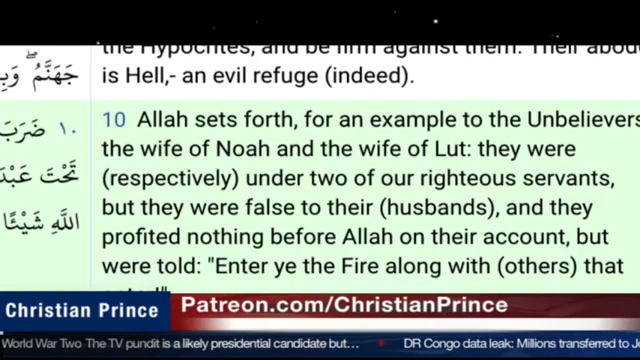 the Hypocrites, and be firm against them. Their abode
جَهَنَّمُ ۖ
is Hell,- an evil refuge (indeed).
١٠
10 Allah sets forth, for an example to the Unbelievers
the wife of Noah and the wife of Lut: they were
(respectively) under two of our righteous servants,
but they were false to their (husbands), and they
اللَّهِ شَيْئًا
profited nothing before Allah on their account, but
were told: "Enter ye the Fire along with (others) that
Christian Prince
Patreon.com/ChristianPrince
World War Two The TV pundit is a likely presidential candidate but...
DR Congo data leak: Millions transferred to